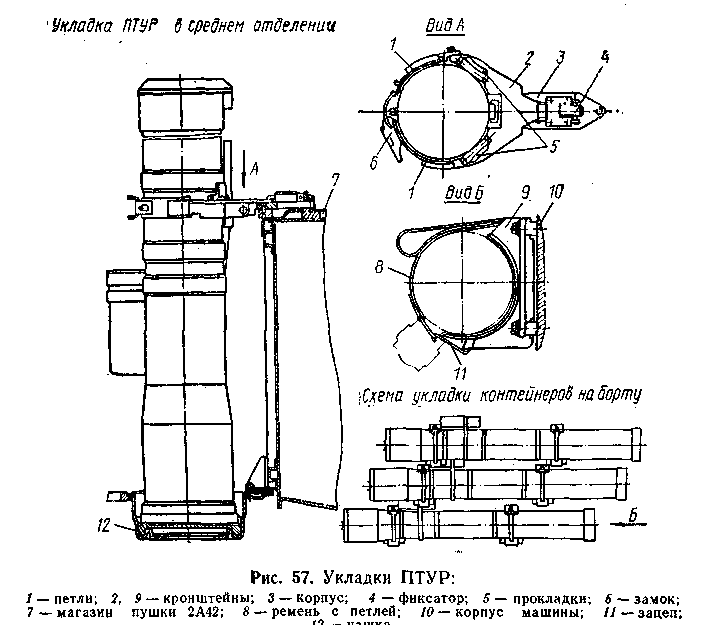 Укладка ПТУР в среднем отделении
Вид А
1
2
3
4
А
6
5
1
7
Вид Б
9
10
8
11
Схема укладки контейнеров на борту
Б
12
Рис. 57. Укладки ПТУР:
1 — петли; 2, 9 — кронштейны; 3 — корпус; 4 — фиксатор; 5 — прокладки; 6 — замок;
7 — магазин пушки 2А42; 8 — ремень с петлей; 10 — корпус машины; 11 — зацеп;
12 — чашка